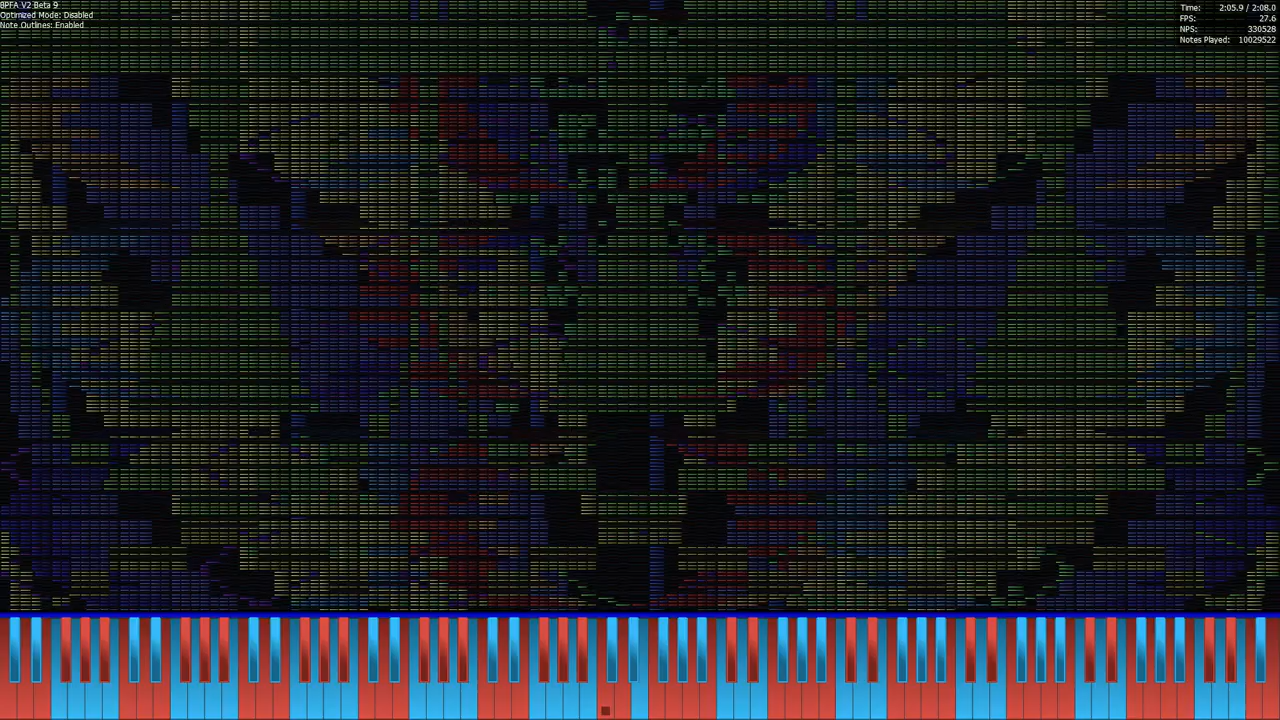 BPFA V2 Beta 9
Optimized Mode: Disabled
Note Outlines: Enabled
Time: 2:05.9 / 2:08.0
FPS: 27.6
NPS: 330528
Notes Played: 10029522